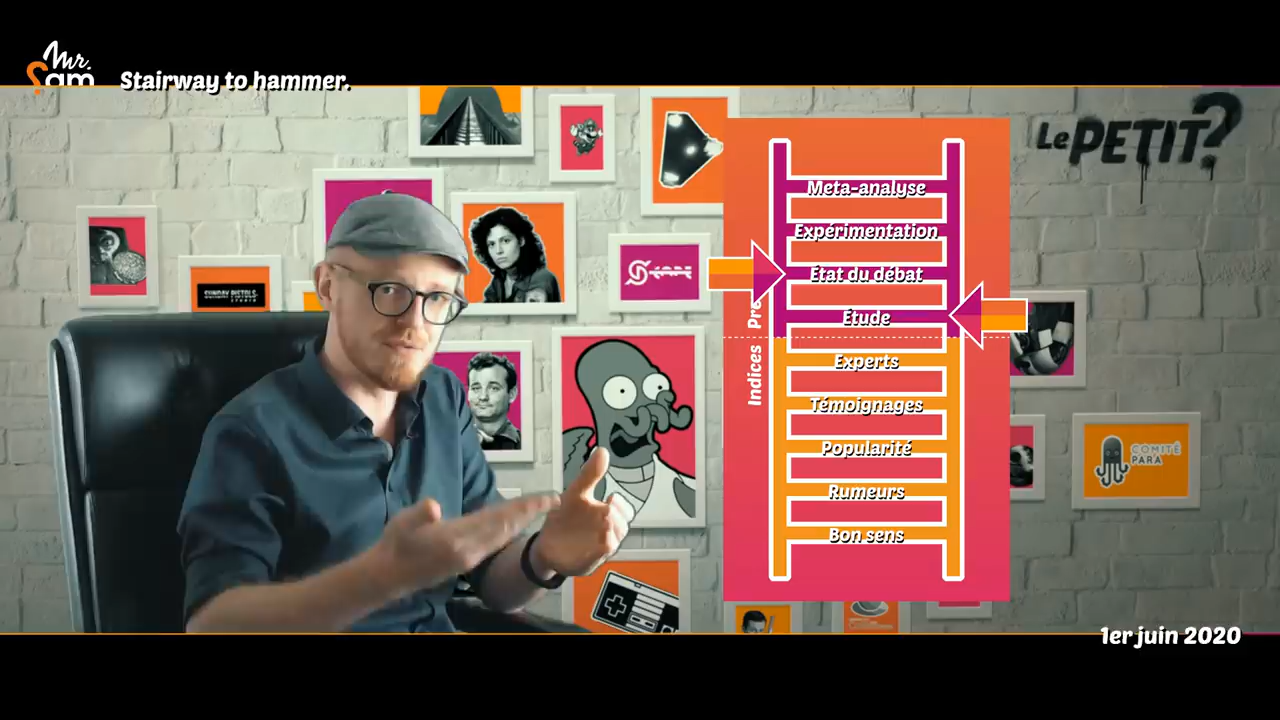 Mr.
Sam
Stairway to hammer.
Le PETIT?
Meta-analyse
Expérimentation
État du débat
Étude
Experts
Témoignages
Popularité
Rumeurs
Bon sens
Pre
Indices
SUNDAY PISTOLS
COMITÉ
PARA
1er juin 2020